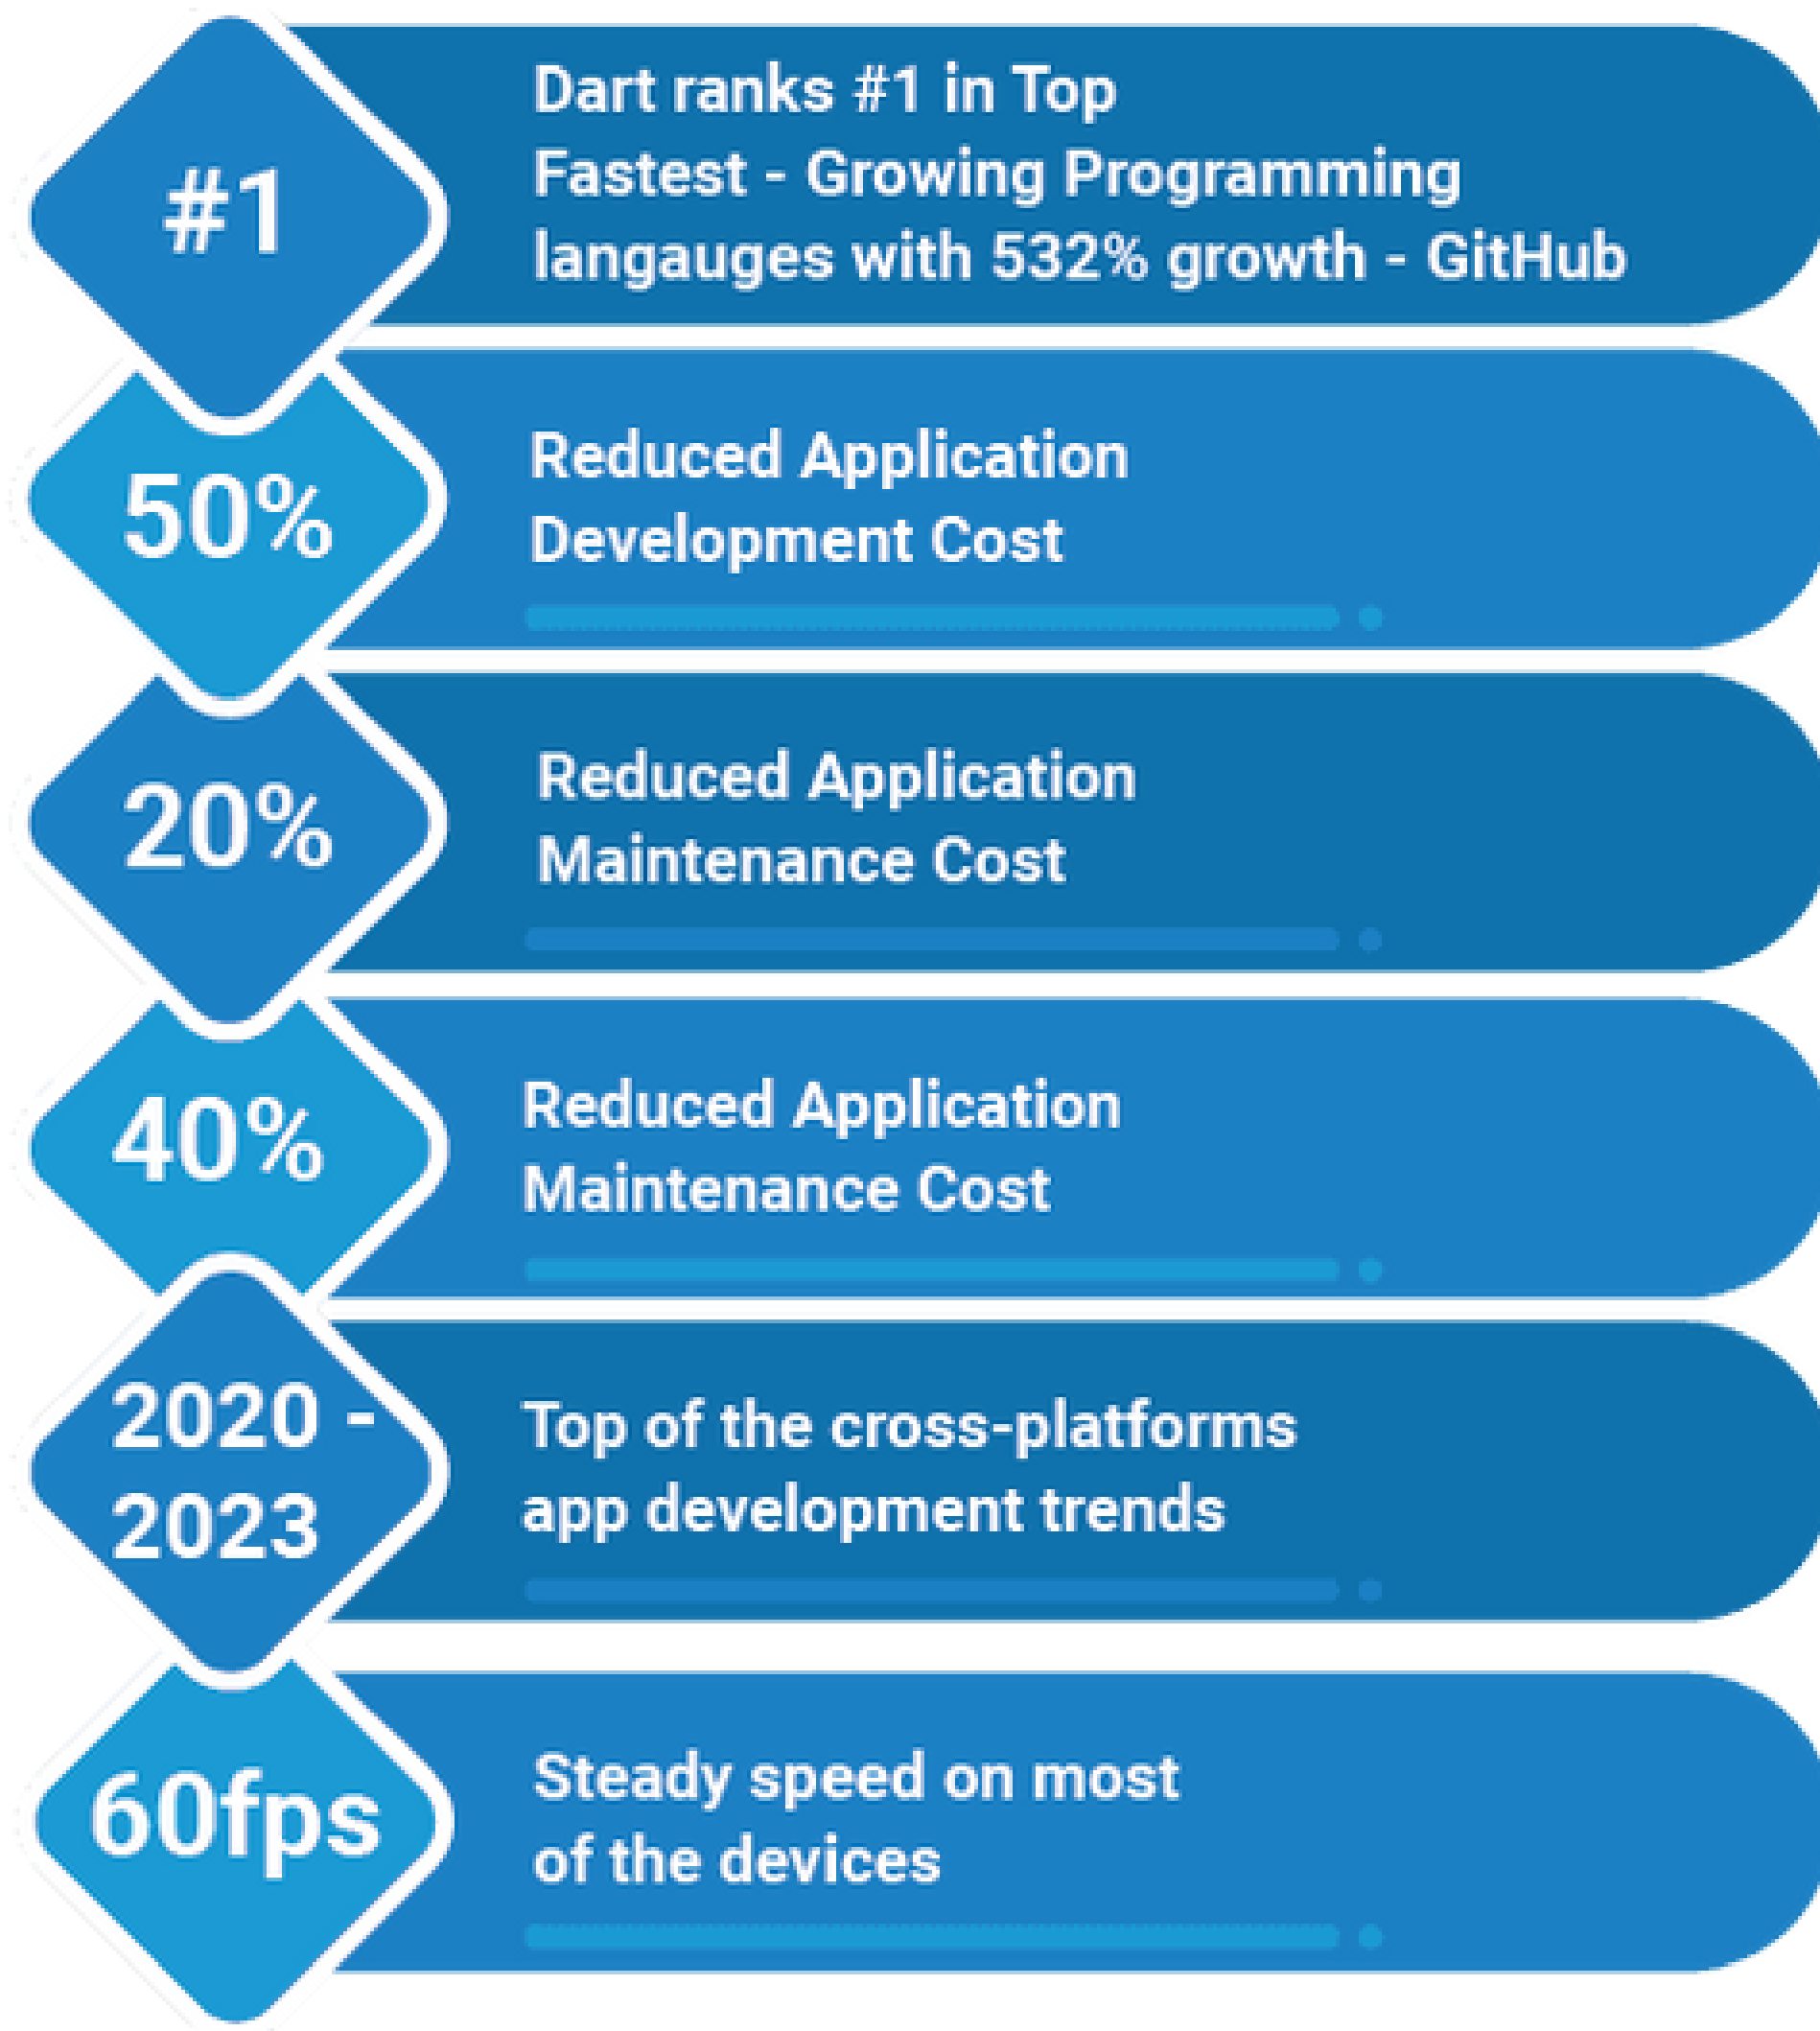 #1
Dart ranks #1 in Top
Fastest - Growing Programming
langauges with 532% growth - GitHub
50%
Reduced Application
Development Cost
20%
Reduced Application
Maintenance Cost
40%
Reduced Application
Maintenance Cost
2020 -
2023
Top of the cross-platforms
app development trends
60fps
Steady speed on most
of the devices